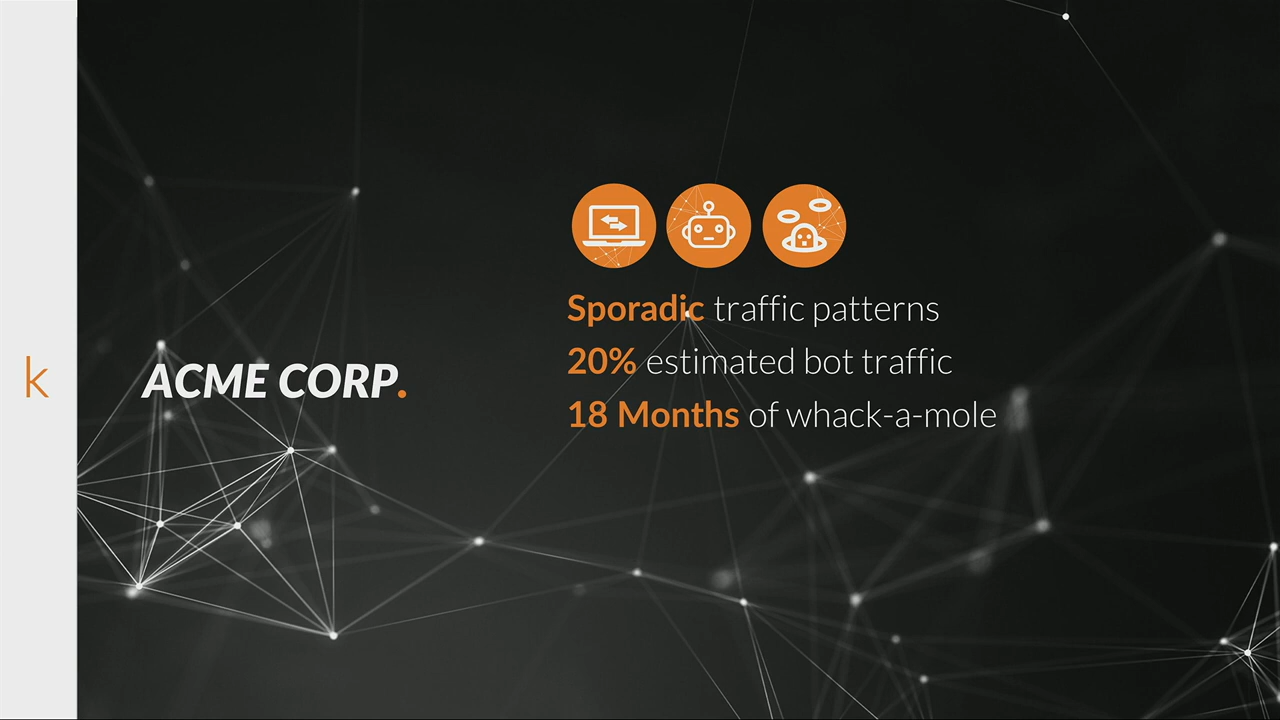 k
ACME CORP.
Sporadic traffic patterns
20% estimated bot traffic
18 Months of whack-a-mole